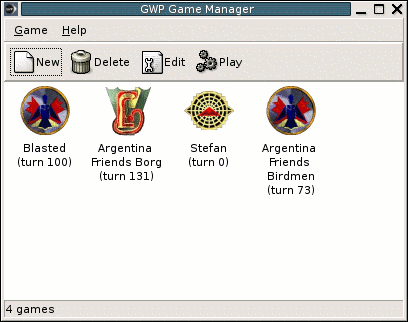 GWP Game Manager
Game Help
New Delete Edit Play
Blasted
(turn 100)
Argentina
Friends Borg
(turn 131)
Stefan
(turn 0)
Argentina
Friends
Birdmen
(turn 73)
4 games